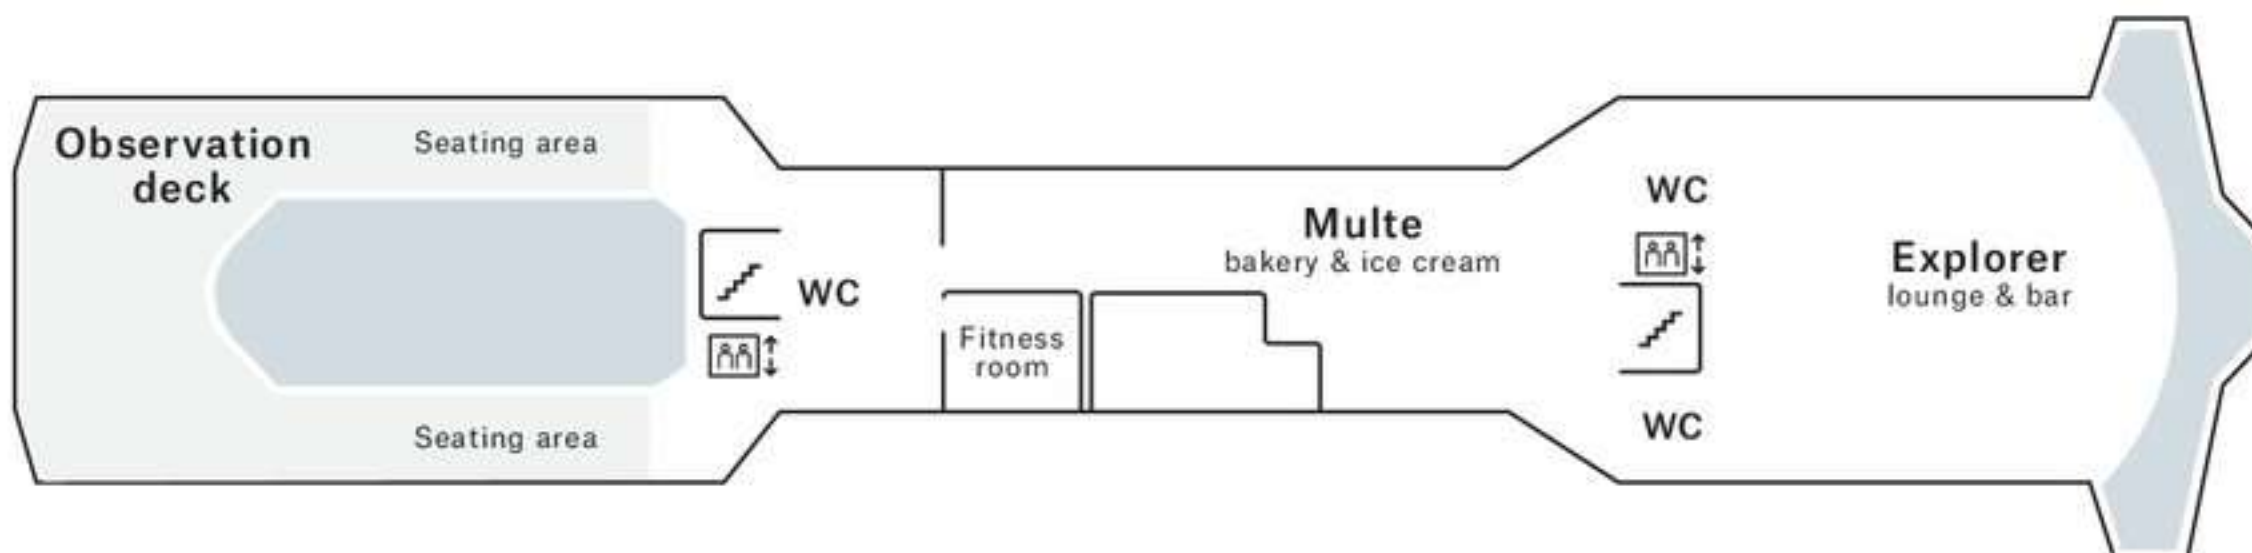 Observation
deck
Seating area
Seating area
WC
Fitness
room
Multe
bakery & ice cream
WC
WC
Explorer
lounge & bar